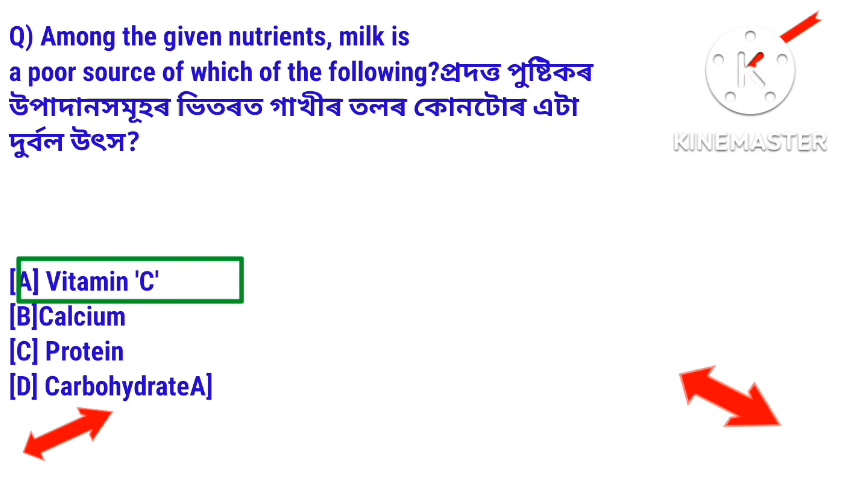 Q) Among the given nutrients, milk is
a poor source of which of the following?প্ৰদত্ত পুষ্টিকৰ
উপাদানসমূহৰ ভিতৰত গাখীৰ তলৰ কোনটোৰ এটা
দুৰ্বল উৎস?
[A] Vitamin 'C'
[B]Calcium
[C] Protein
[D] CarbohydrateA]
KINEMASTER